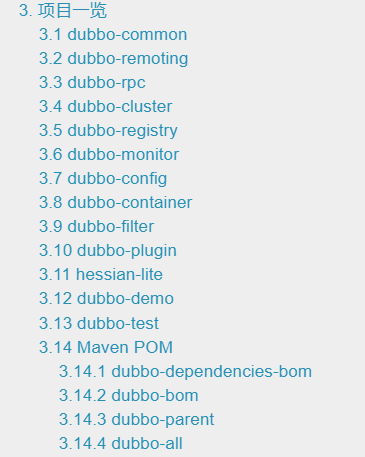 3. 项目一览
3.1 dubbo-common
3.2 dubbo-remoting
3.3 dubbo-rpc
3.4 dubbo-cluster
3.5 dubbo-registry
3.6 dubbo-monitor
3.7 dubbo-config
3.8 dubbo-container
3.9 dubbo-filter
3.10 dubbo-plugin
3.11 hessian-lite
3.12 dubbo-demo
3.13 dubbo-test
3.14 Maven POM
3.14.1 dubbo-dependencies-bom
3.14.2 dubbo-bom
3.14.3 dubbo-parent
3.14.4 dubbo-all